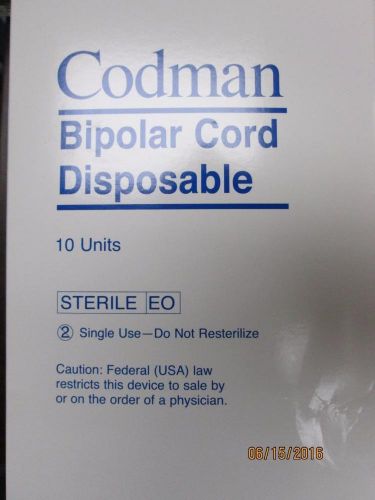 Codman
Bipolar Cord
Disposable
10 Units
STERILE EO
2 Single Use—Do Not Resterilize
Caution: Federal (USA) law
restricts this device to sale by
or on the order of a physician.
06/15/2016